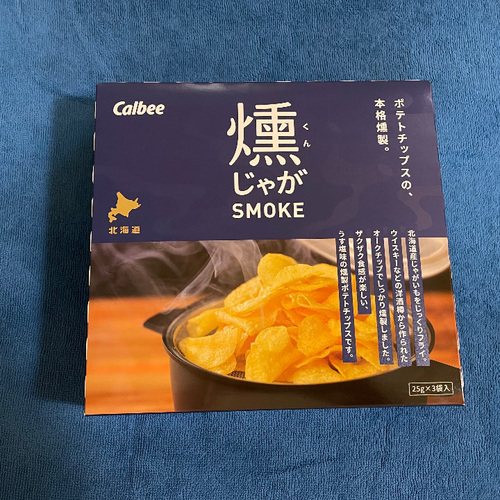 Calbee
燻
くん
じゃが
SMOKE
ポテトチップスの、
本格燻製。
北海道
北海道産じゃがいもをじっくりフライ。
ウイスキーなどの洋酒樽から作られた
オークチップでしっかり燻製しました。
ザクザク食感が楽しい、
うす塩味の燻製ポテトチップスです。
25g×3袋入